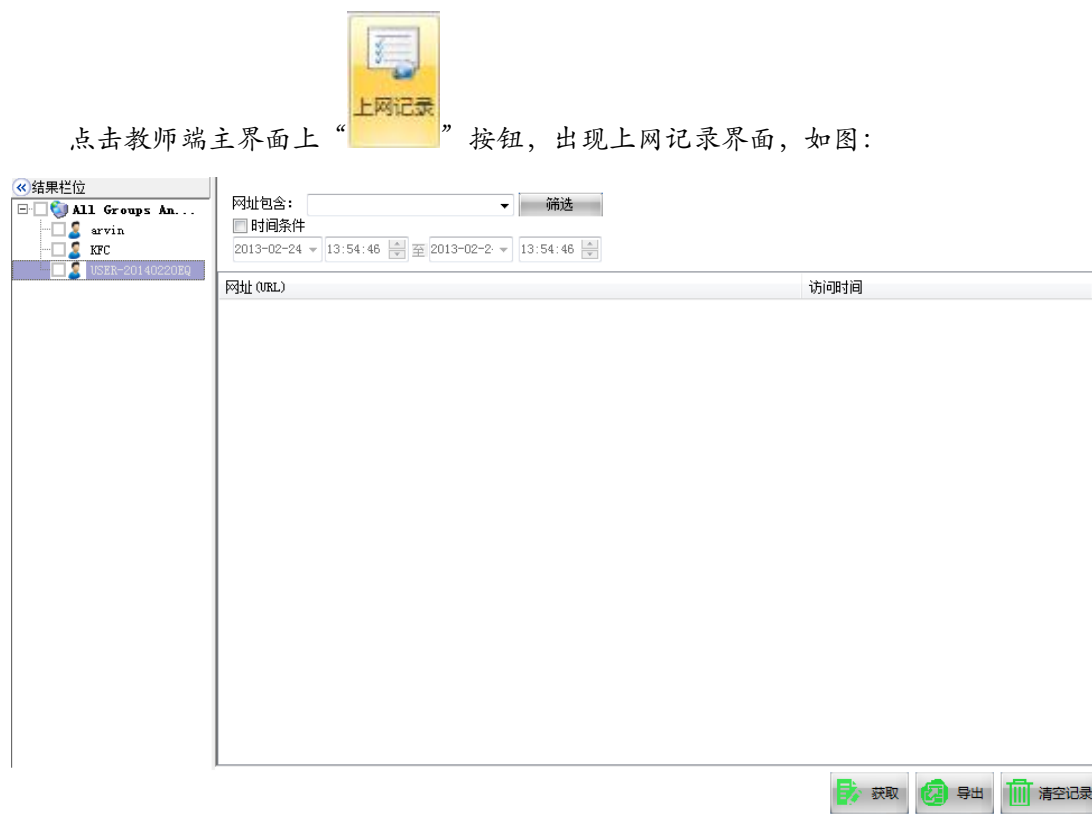 上网记录
点击教师端主界面上“”按钮，出现上网记录界面，如图：
结果栏位
All Groups An...
arvin
KFC
USER-20140220EQ
网址包含： 筛选
时间条件
2013-02-24 13:54:46 至 2013-02-2 13:54:46
网址(URL) 访问时间
获取 导出 清空记录